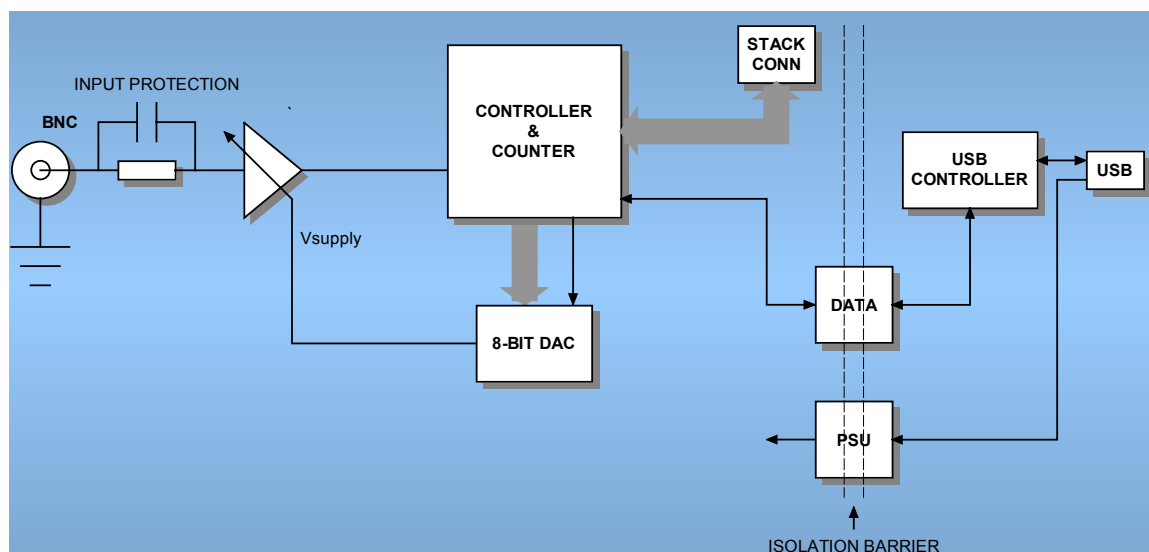 STACK
CONN
INPUT PROTECTION
BNC
CONTROLLER
&
COUNTER
USB
CONTROLLER
USB
Vsupply
DATA
8-BIT DAC
PSU
ISOLATION BARRIER